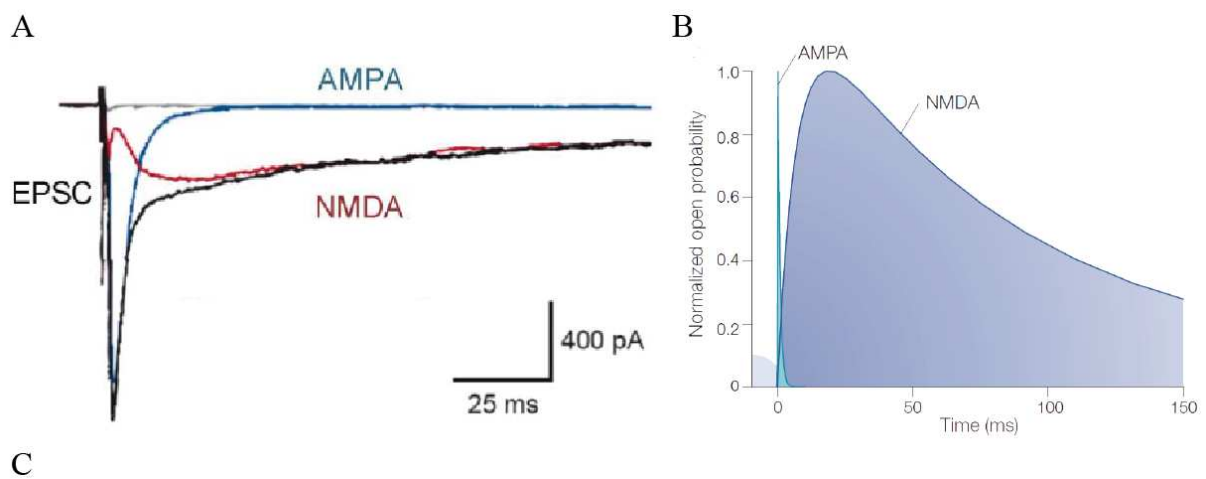 A
AMPA
EPSC
NMDA
400 pA
25 ms
B
AMPA
NMDA
Normalized open probability
1.0
0.8
0.6
0.4
0.2
0
0 50 100 150
Time (ms)
C